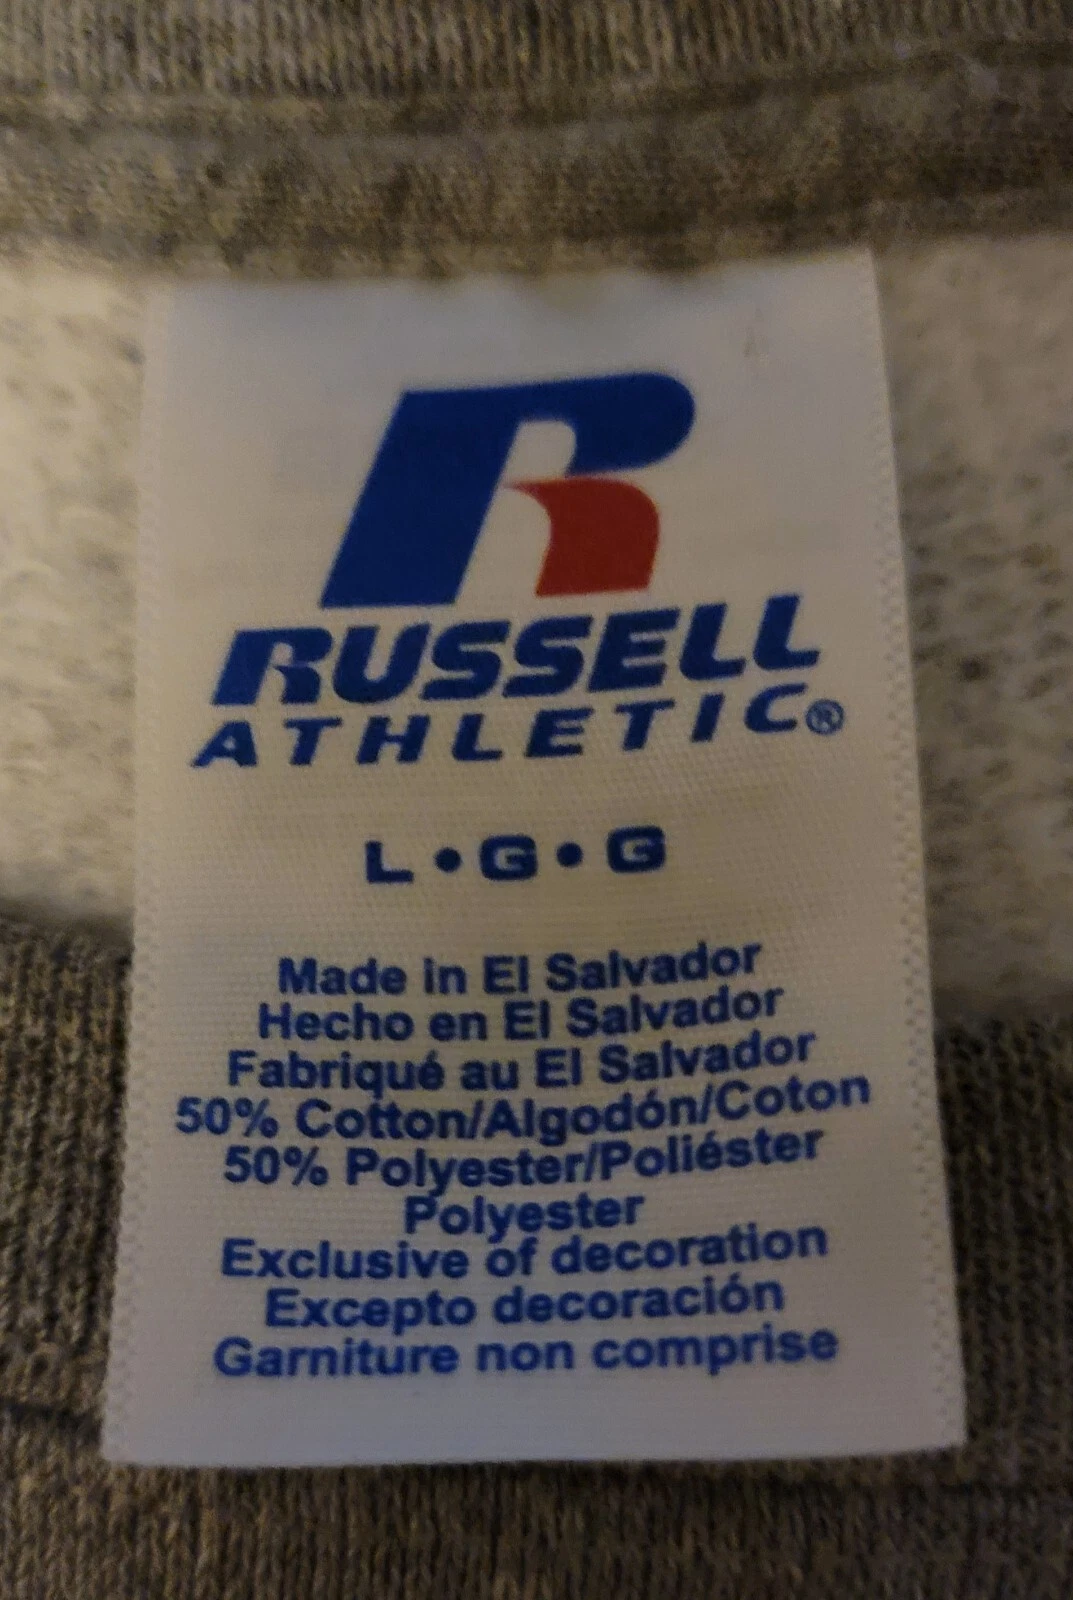 R
RUSSELL
ATHLETIC®
L•G•G
Made in El Salvador
Hecho en El Salvador
Fabriqué au El Salvador
50% Cotton/Algodón/Coton
50% Polyester/Poliéster
Polyester
Exclusive of decoration
Excepto decoración
Garniture non comprise